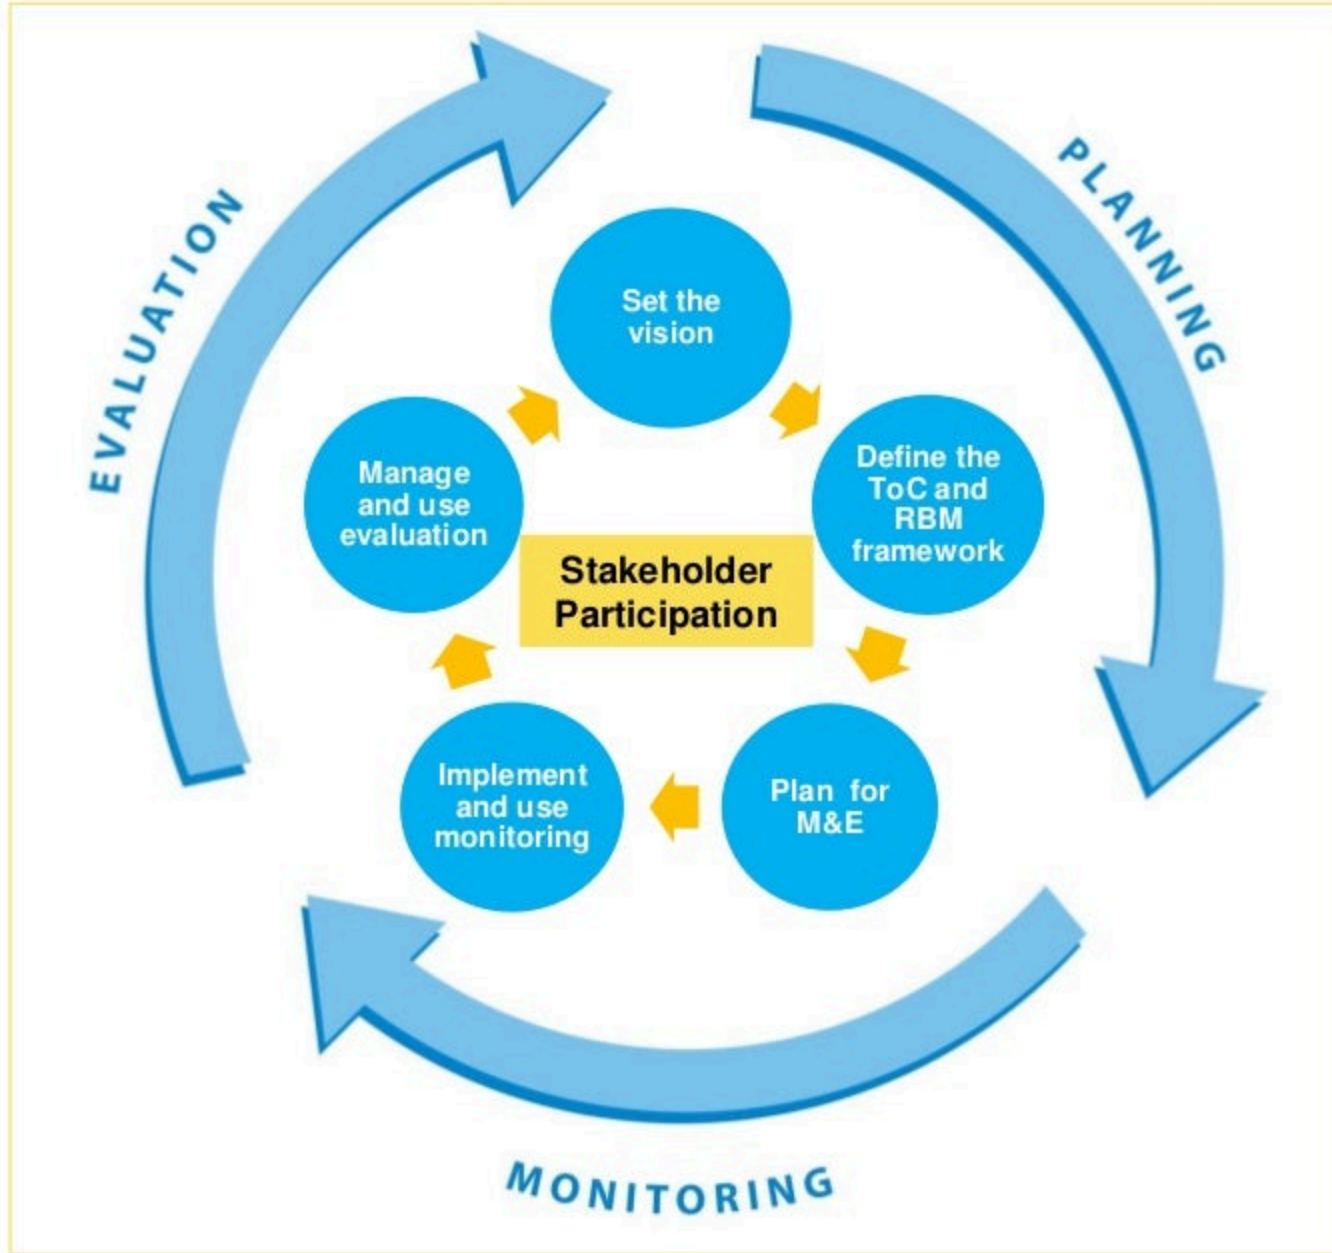 EVALUATION
PLANNING
Set the
vision
Manage
and use
evaluation
Define the
ToC and
RBM
framework
Stakeholder
Participation
Implement
and use
monitoring
Plan for
M&E
MONITORING